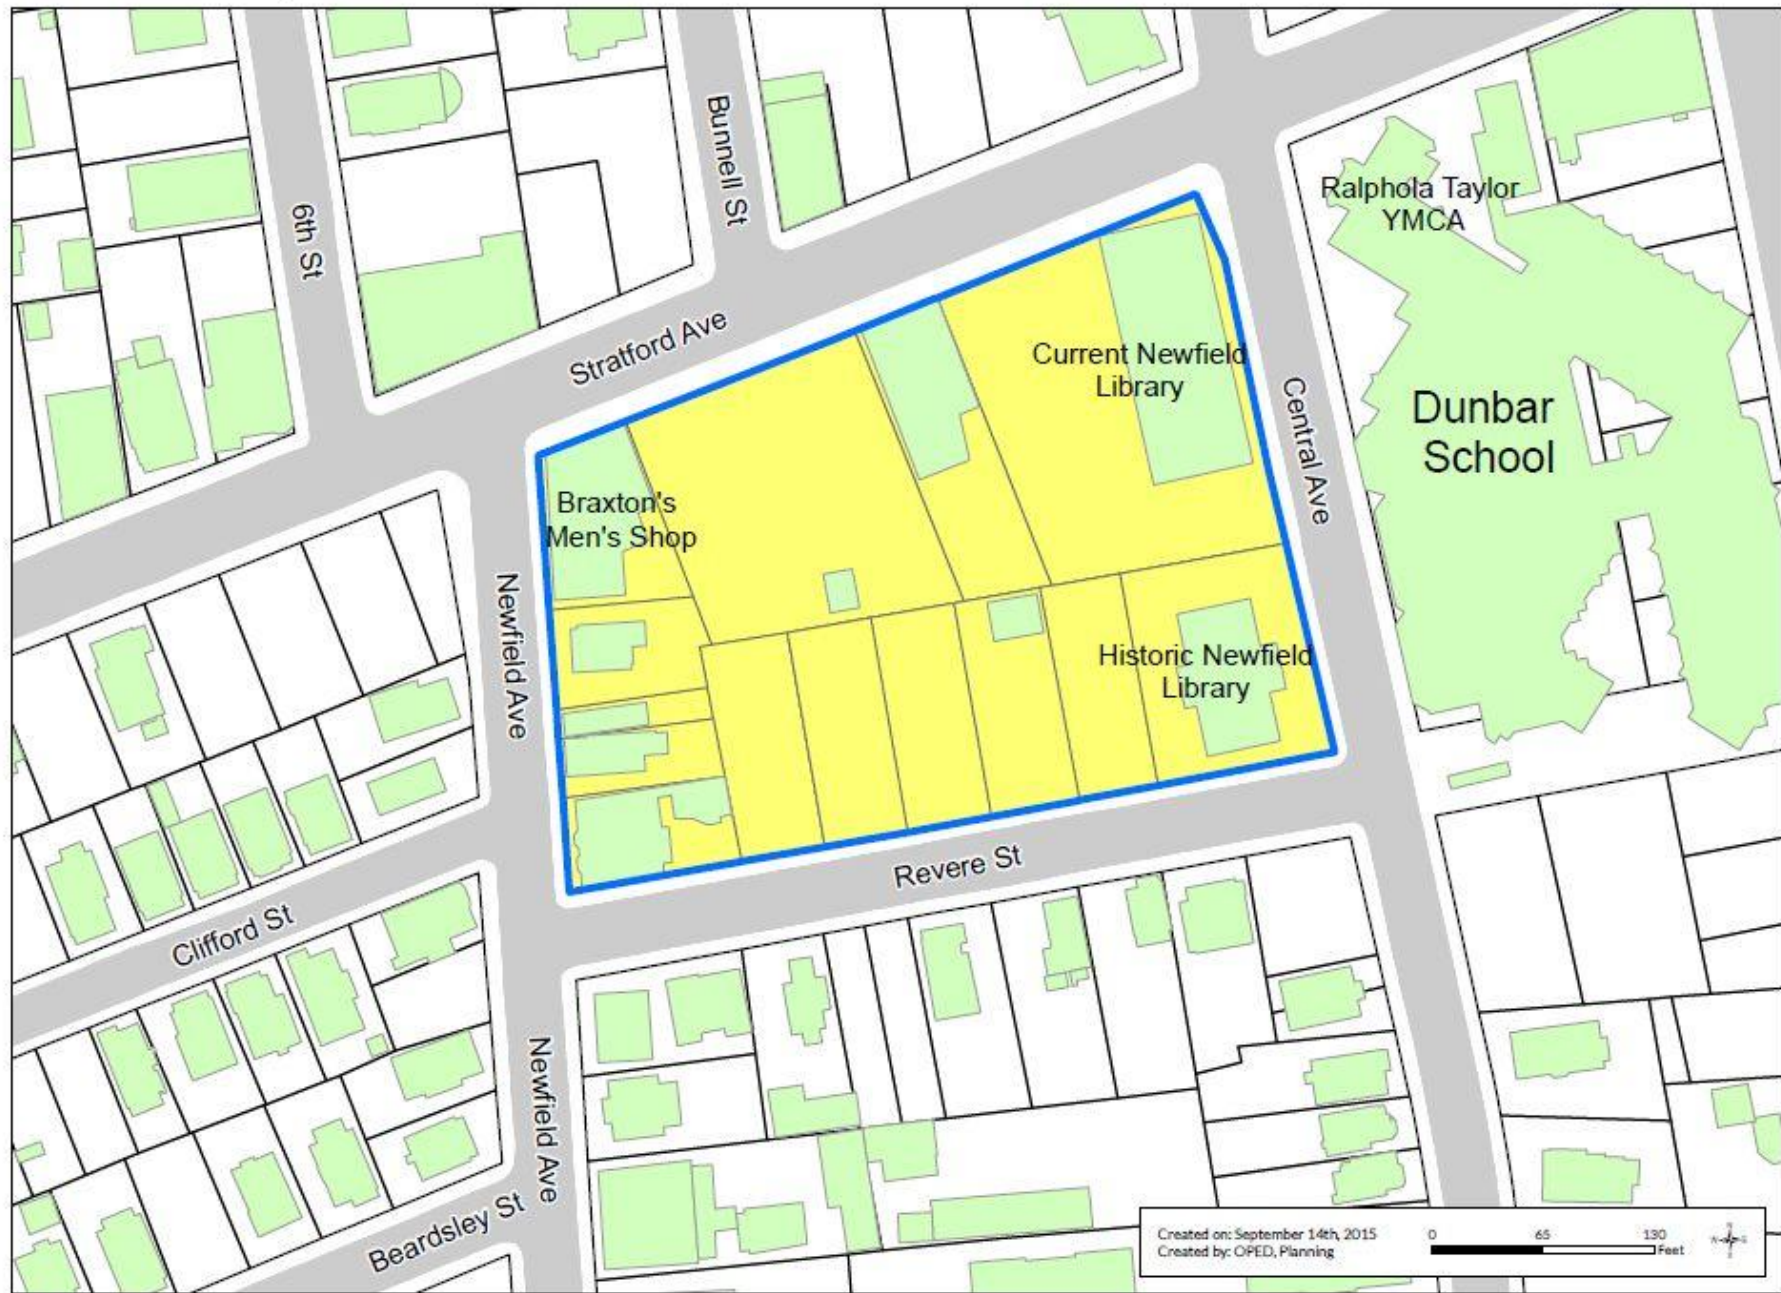 Bunnell St
6th St
Ralphola Taylor
YMCA
Stratford Ave
Current Newfield
Library
Central Ave
Dunbar
School
Braxton's
Men's Shop
Newfield Ave
Historic Newfield
Library
Revere St
Clifford St
Newfield Ave
Beardsley St
Created on: September 14th, 2015
Created by: OPED, Planning
0 65 130
Feet